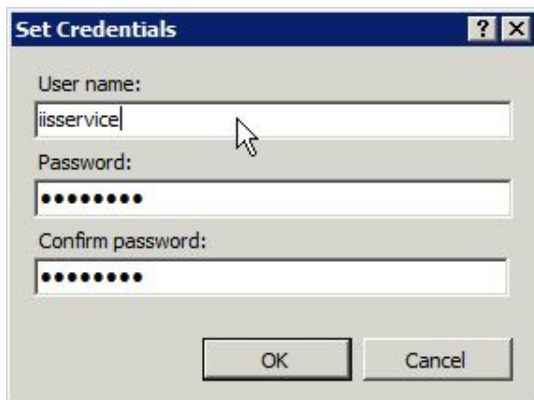 Set Credentials
User name:
iisservice
Password:
••••••••
Confirm password:
••••••••
OK Cancel